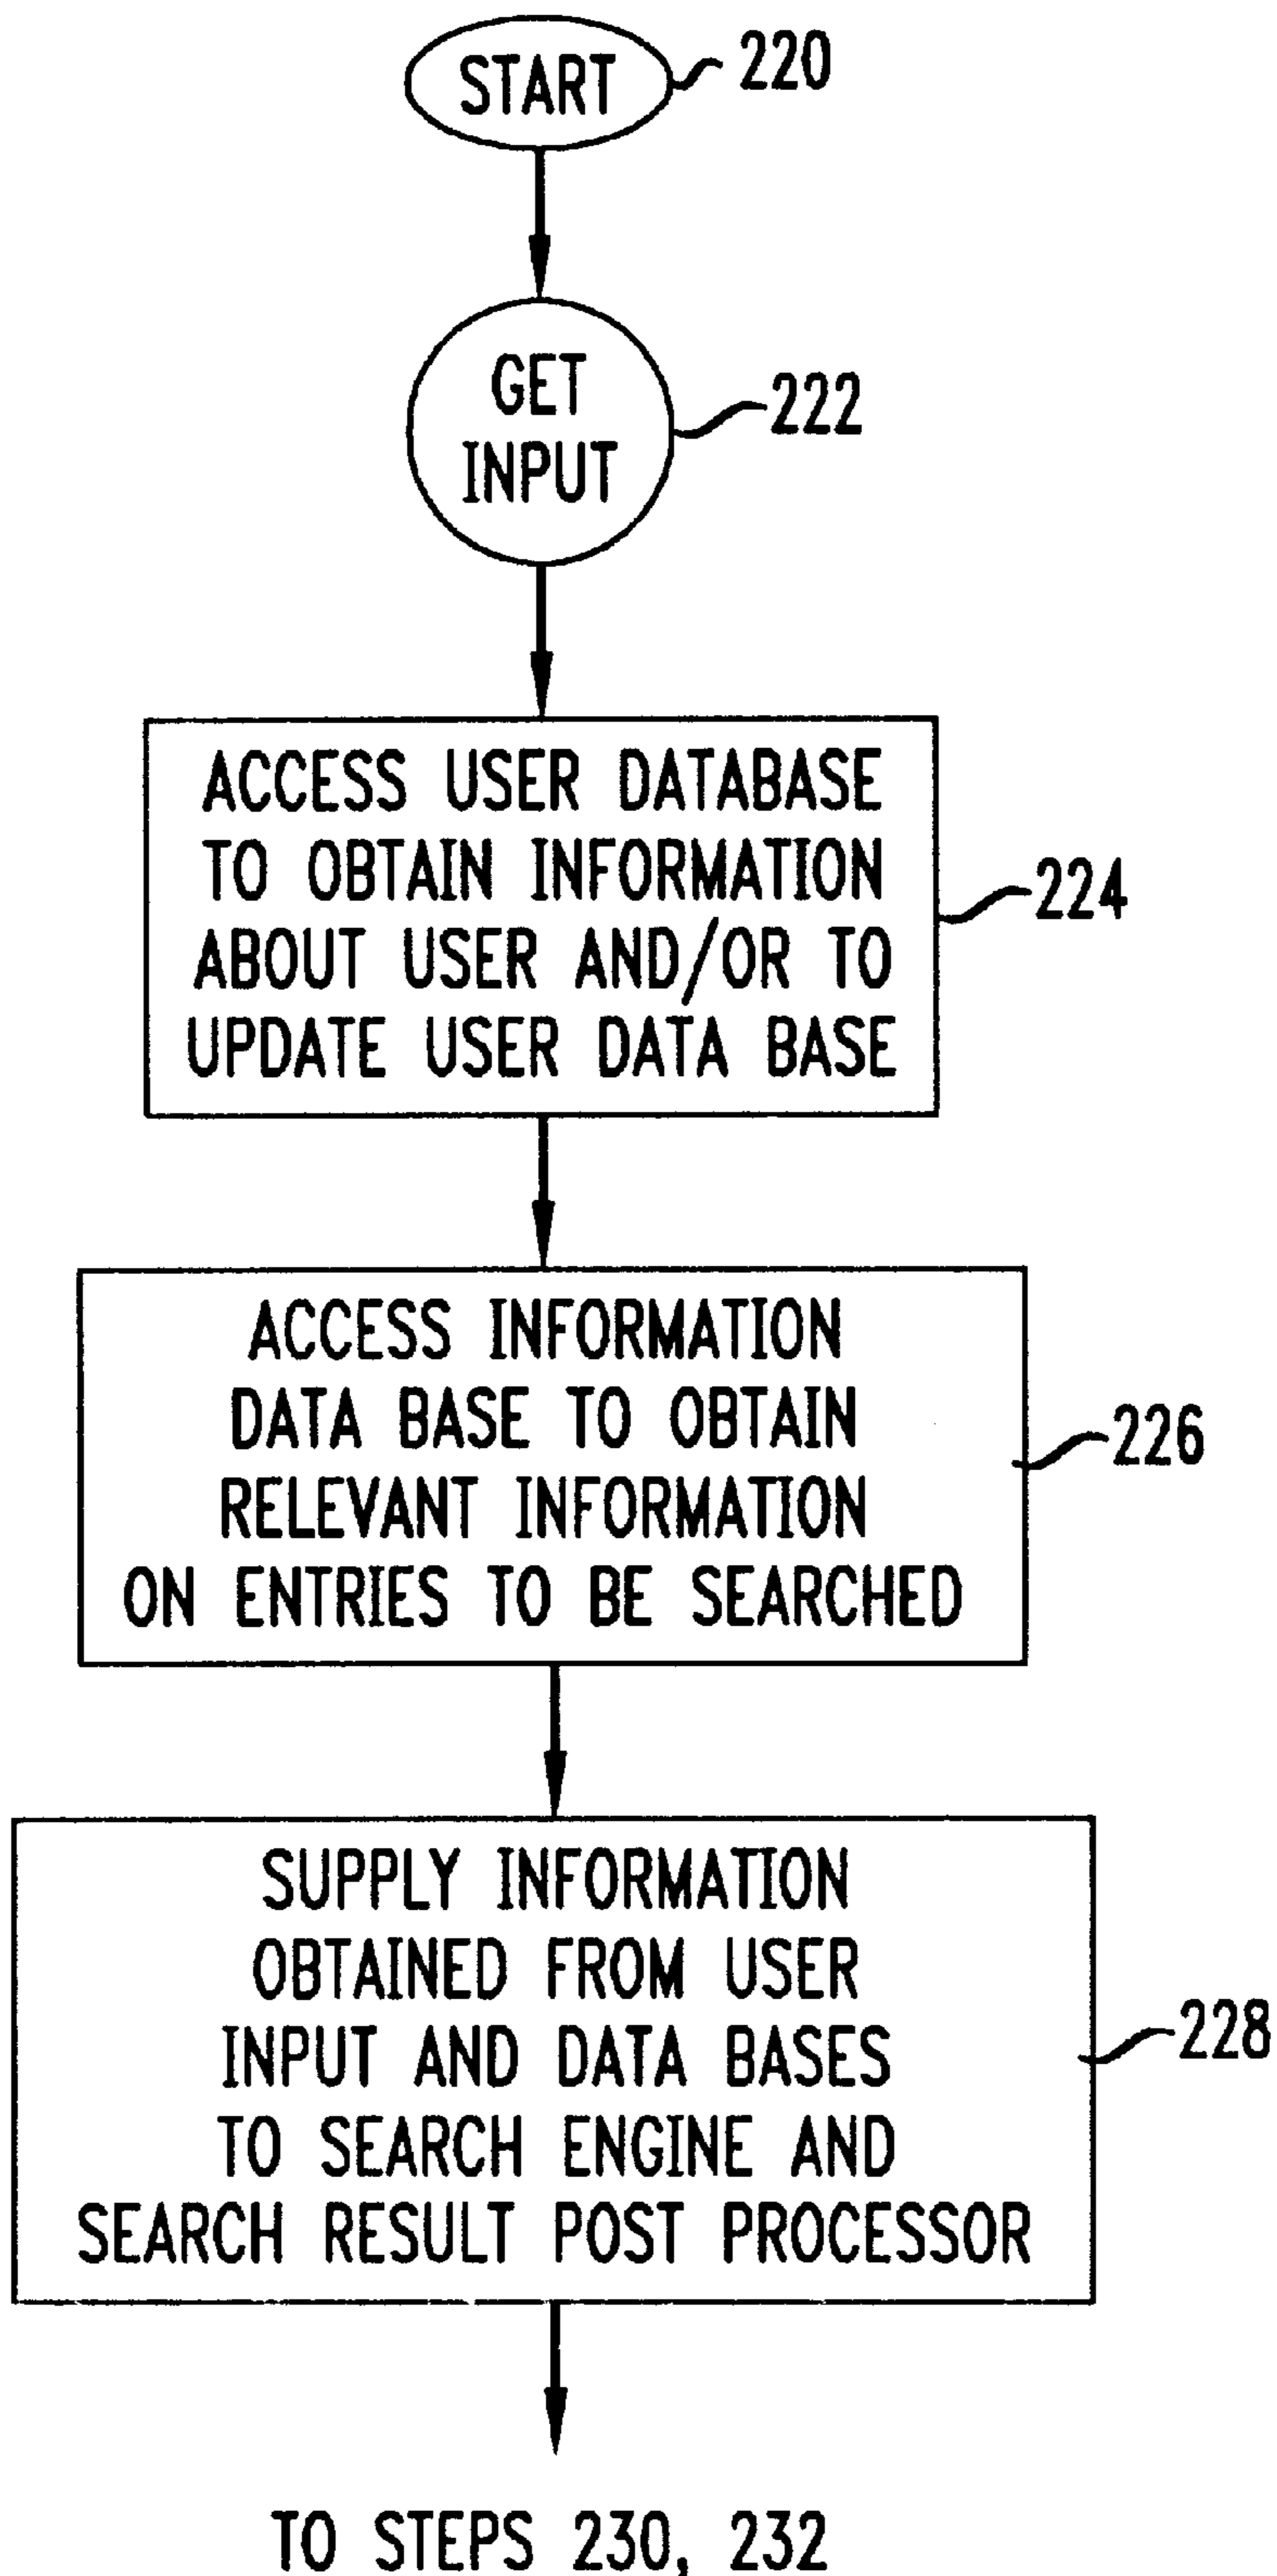 START
220
GET
INPUT
222
ACCESS USER DATABASE
TO OBTAIN INFORMATION
ABOUT USER AND/OR TO
UPDATE USER DATA BASE
224
ACCESS INFORMATION
DATA BASE TO OBTAIN
RELEVANT INFORMATION
ON ENTRIES TO BE SEARCHED
226
SUPPLY INFORMATION
OBTAINED FROM USER
INPUT AND DATA BASES
TO SEARCH ENGINE AND
SEARCH RESULT POST PROCESSOR
228
TO STEPS 230, 232